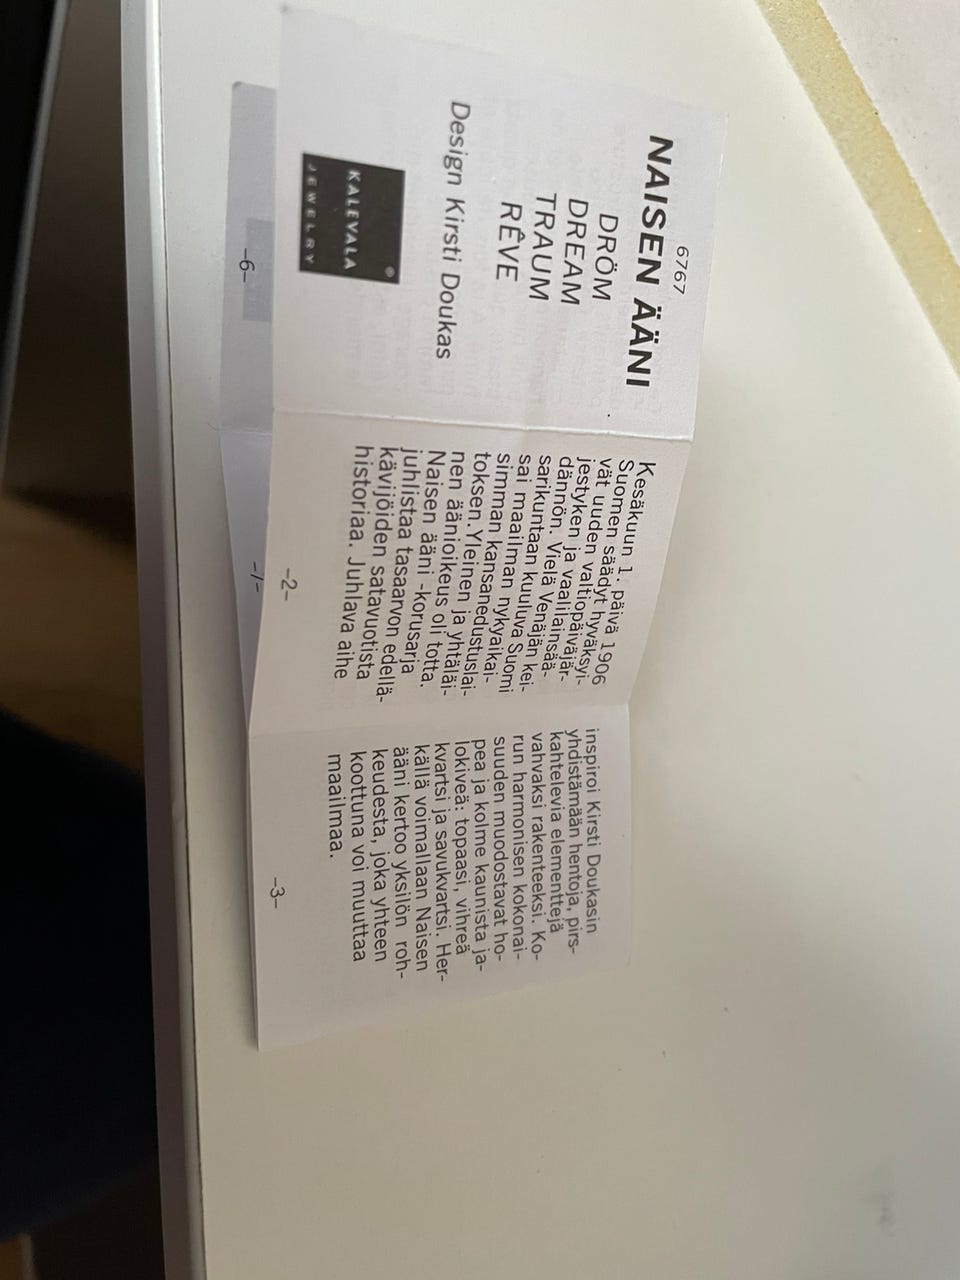 6767
NAISEN ÄÄNI
DRÖM
DREAM
TRAUM
RÊVE
Design Kirsti Doukas
KALEVALA ®
JEWELRY
Kesäkuun 1. päivä 1906
Suomen säädyt hyväksyi-
vät uuden valtiopäiväjär-
jestyken ja vaalilainsää-
dännön. Vielä Venäjän kei-
sarikuntaan kuuluva Suomi
sai maailman nykyaikai-
simman kansanedustuslai-
toksen. Yleinen ja yhtäläi-
nen äänioikeus oli totta.
Naisen ääni -korusarja
juhlistaa tasaarvon edellä-
kävijöiden satavuotista
historiaa. Juhlava aihe
-2-
inspiroi Kirsti Doukasin
yhdistämään hentoja, pirs-
kahtelevia elementtejä
vahvaksi rakenteeksi. Ko-
run harmonisen kokonai-
suuden muodostavat ho-
pea ja kolme kaunista ja-
lokiveä: topaasi, vihreä
kvartsi ja savukvartsi. Her-
källä voimallaan Naisen
ääni kertoo yksilön roh-
keudesta, joka yhteen
koottuna voi muuttaa
maailmaa.
-3-
-6-
-7-